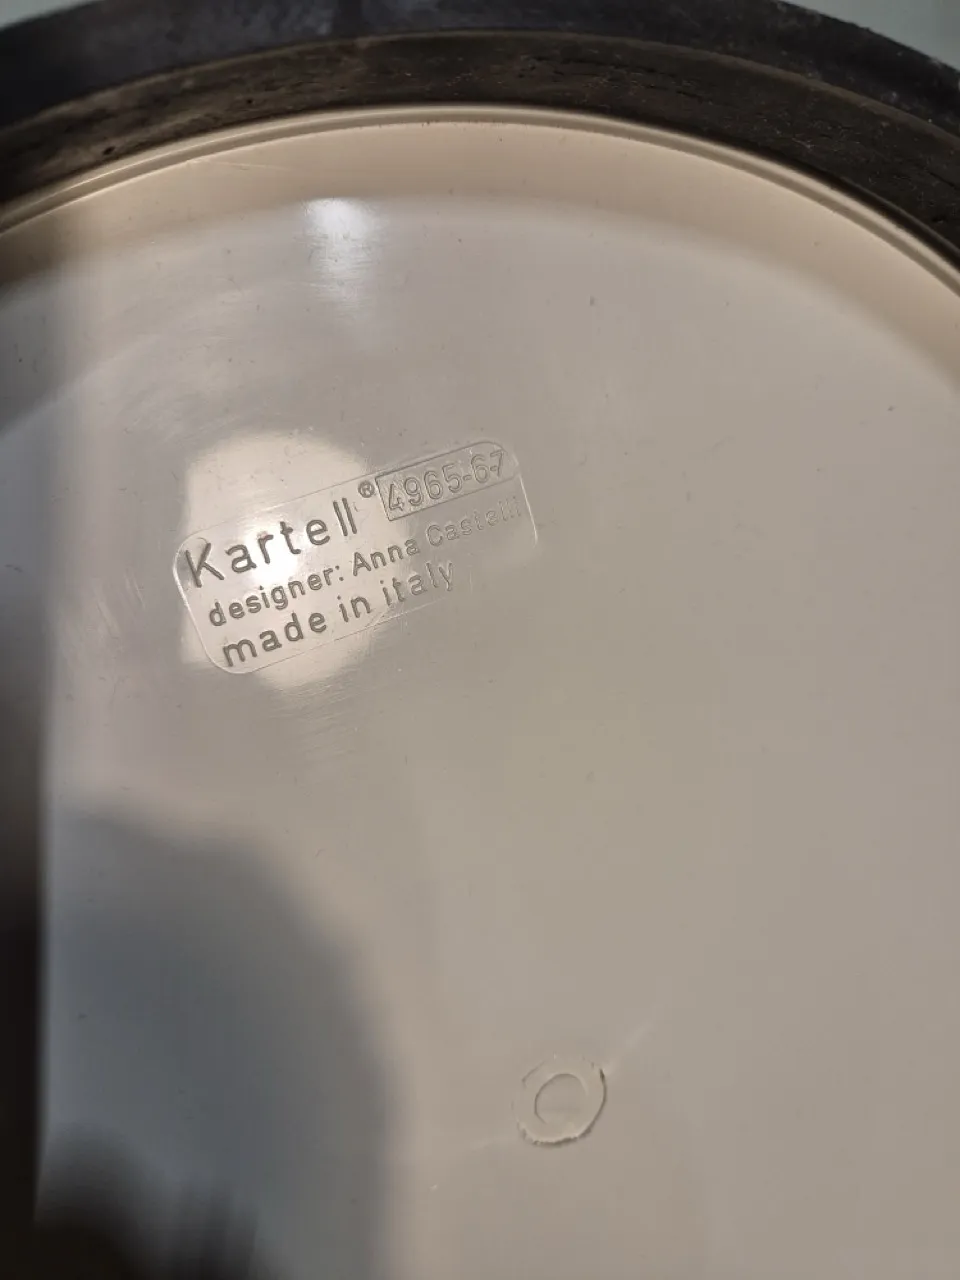 Kartell® 4965-67
designer: Anna Castelli
made in italy